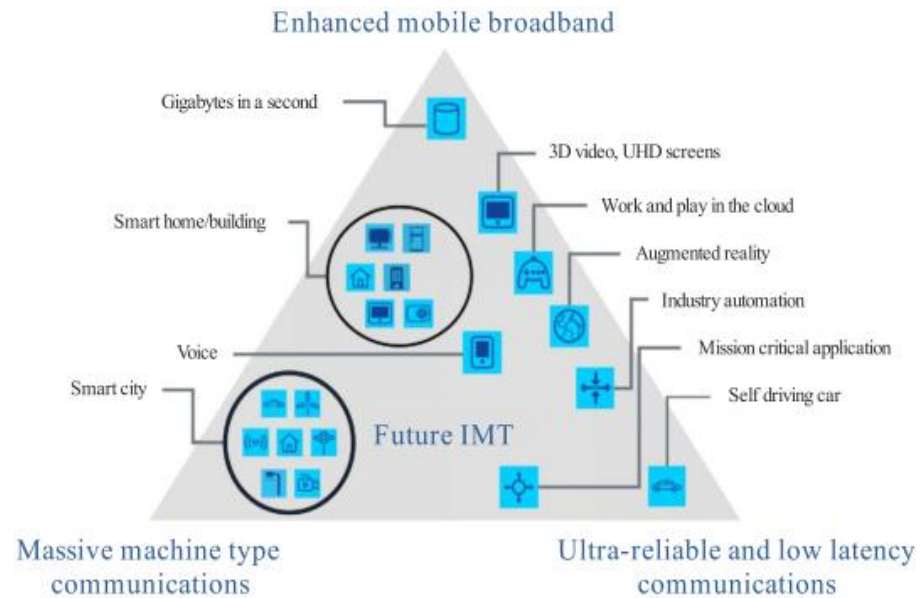 Enhanced mobile broadband
Gigabytes in a second
3D video, UHD screens
Smart home/building
Work and play in the cloud
Augmented reality
Industry automation
Voice
Mission critical application
Smart city
Self driving car
Future IMT
Massive machine type
communications
Ultra-reliable and low latency
communications